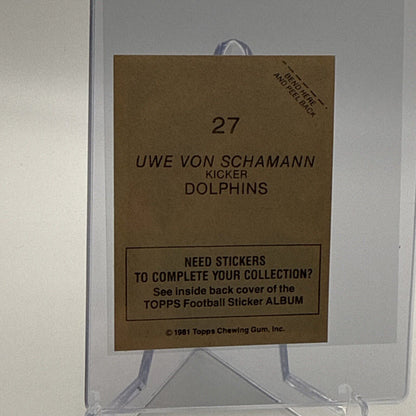 BEND HERE
AND PEEL BACK
27
UWE VON SCHAMANN
KICKER
DOLPHINS
NEED STICKERS
TO COMPLETE YOUR COLLECTION?
See inside back cover of the
TOPPS Football Sticker ALBUM
© 1981 Topps Chewing Gum, Inc.